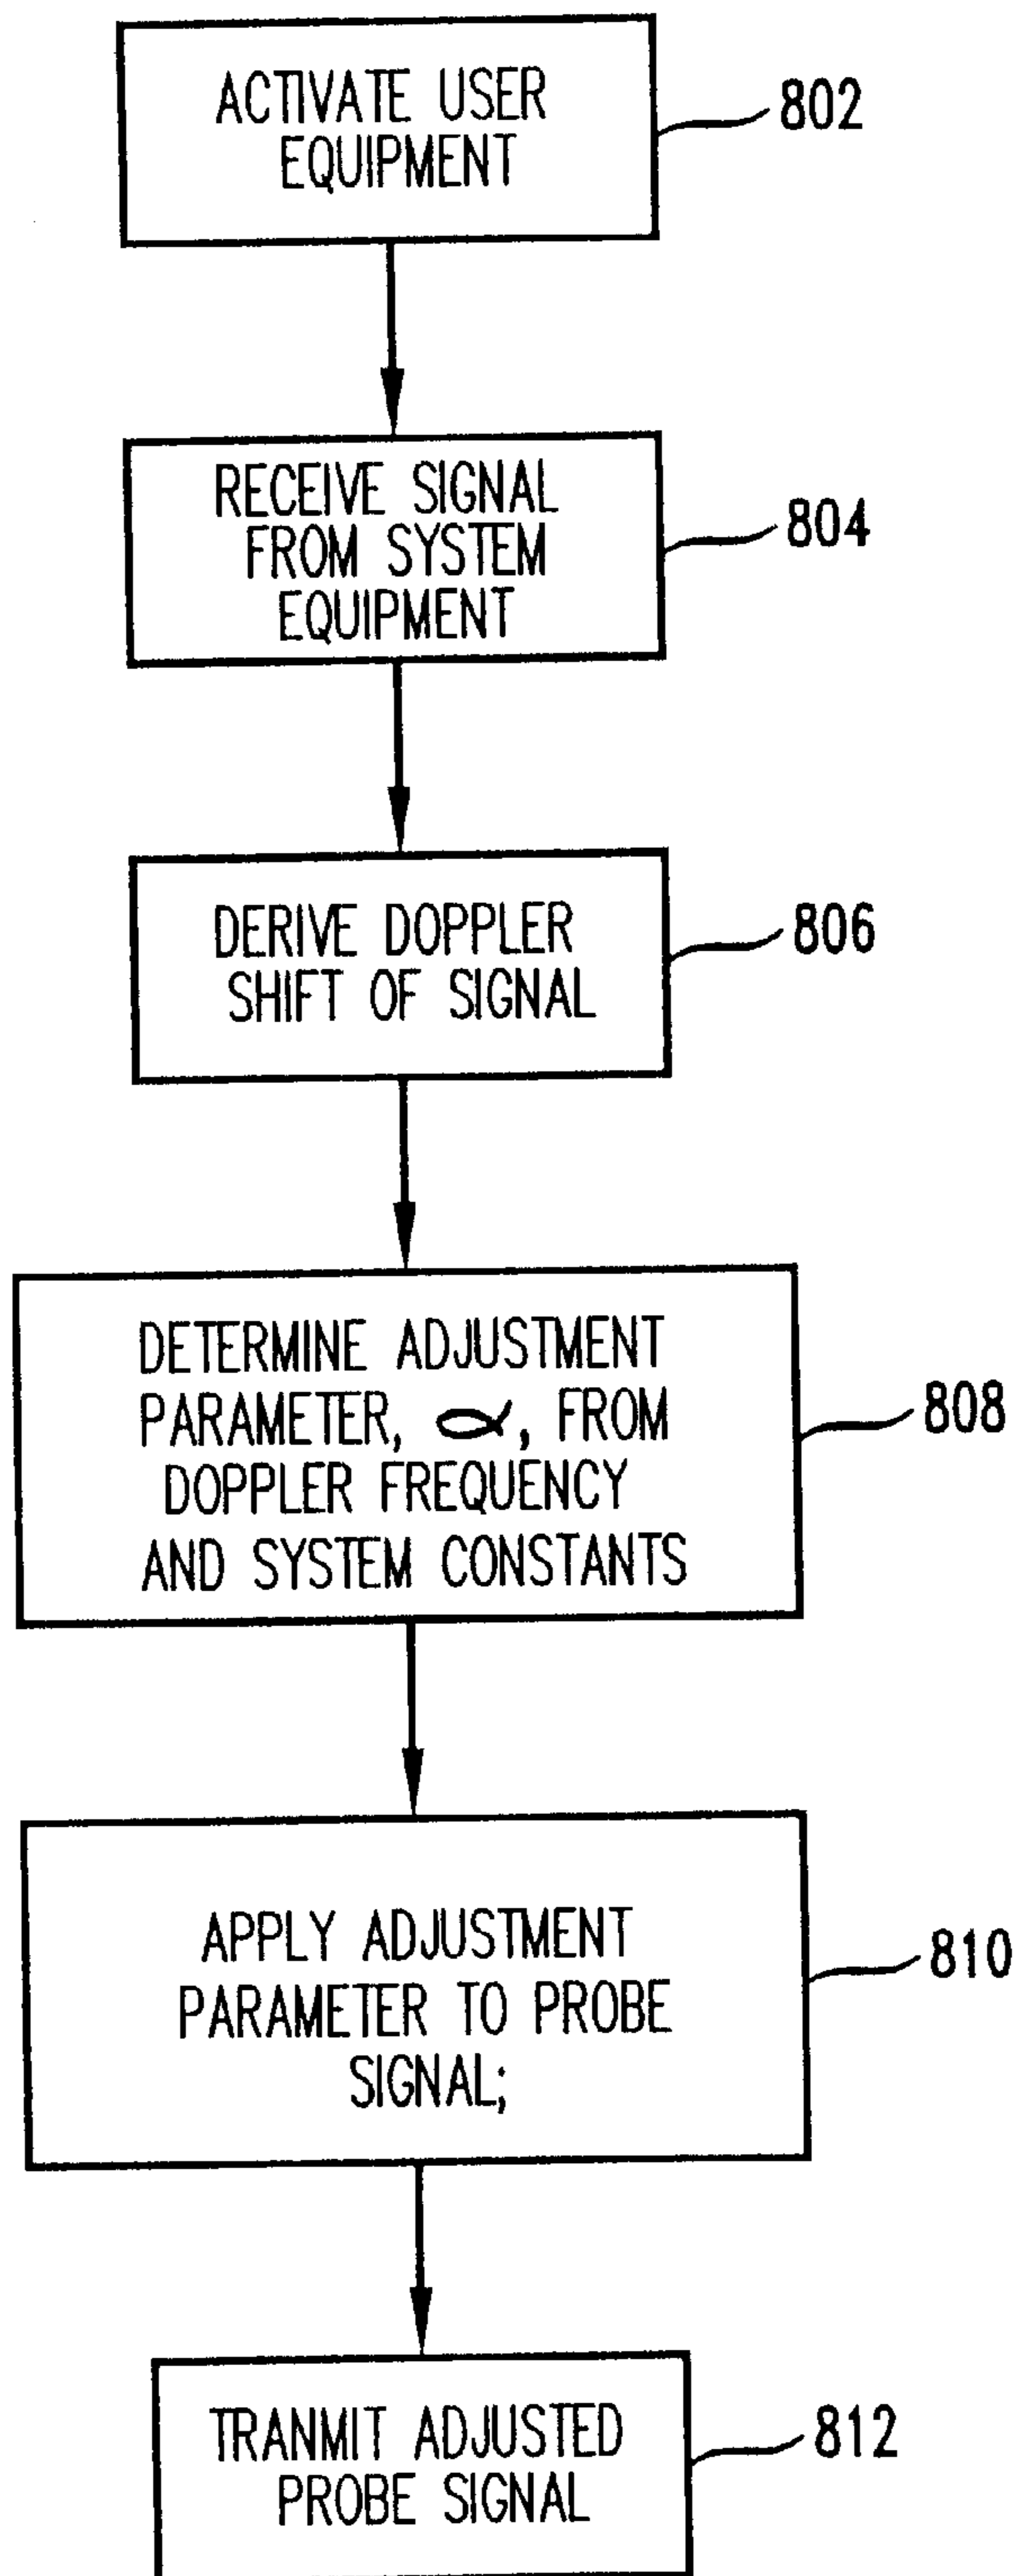 ACTIVATE USER
EQUIPMENT
802
RECEIVE SIGNAL
FROM SYSTEM
EQUIPMENT
804
DERIVE DOPPLER
SHIFT OF SIGNAL
806
DETERMINE ADJUSTMENT
PARAMETER, α, FROM
DOPPLER FREQUENCY
AND SYSTEM CONSTANTS
808
APPLY ADJUSTMENT
PARAMETER TO PROBE
SIGNAL;
810
TRANMIT ADJUSTED
PROBE SIGNAL
812